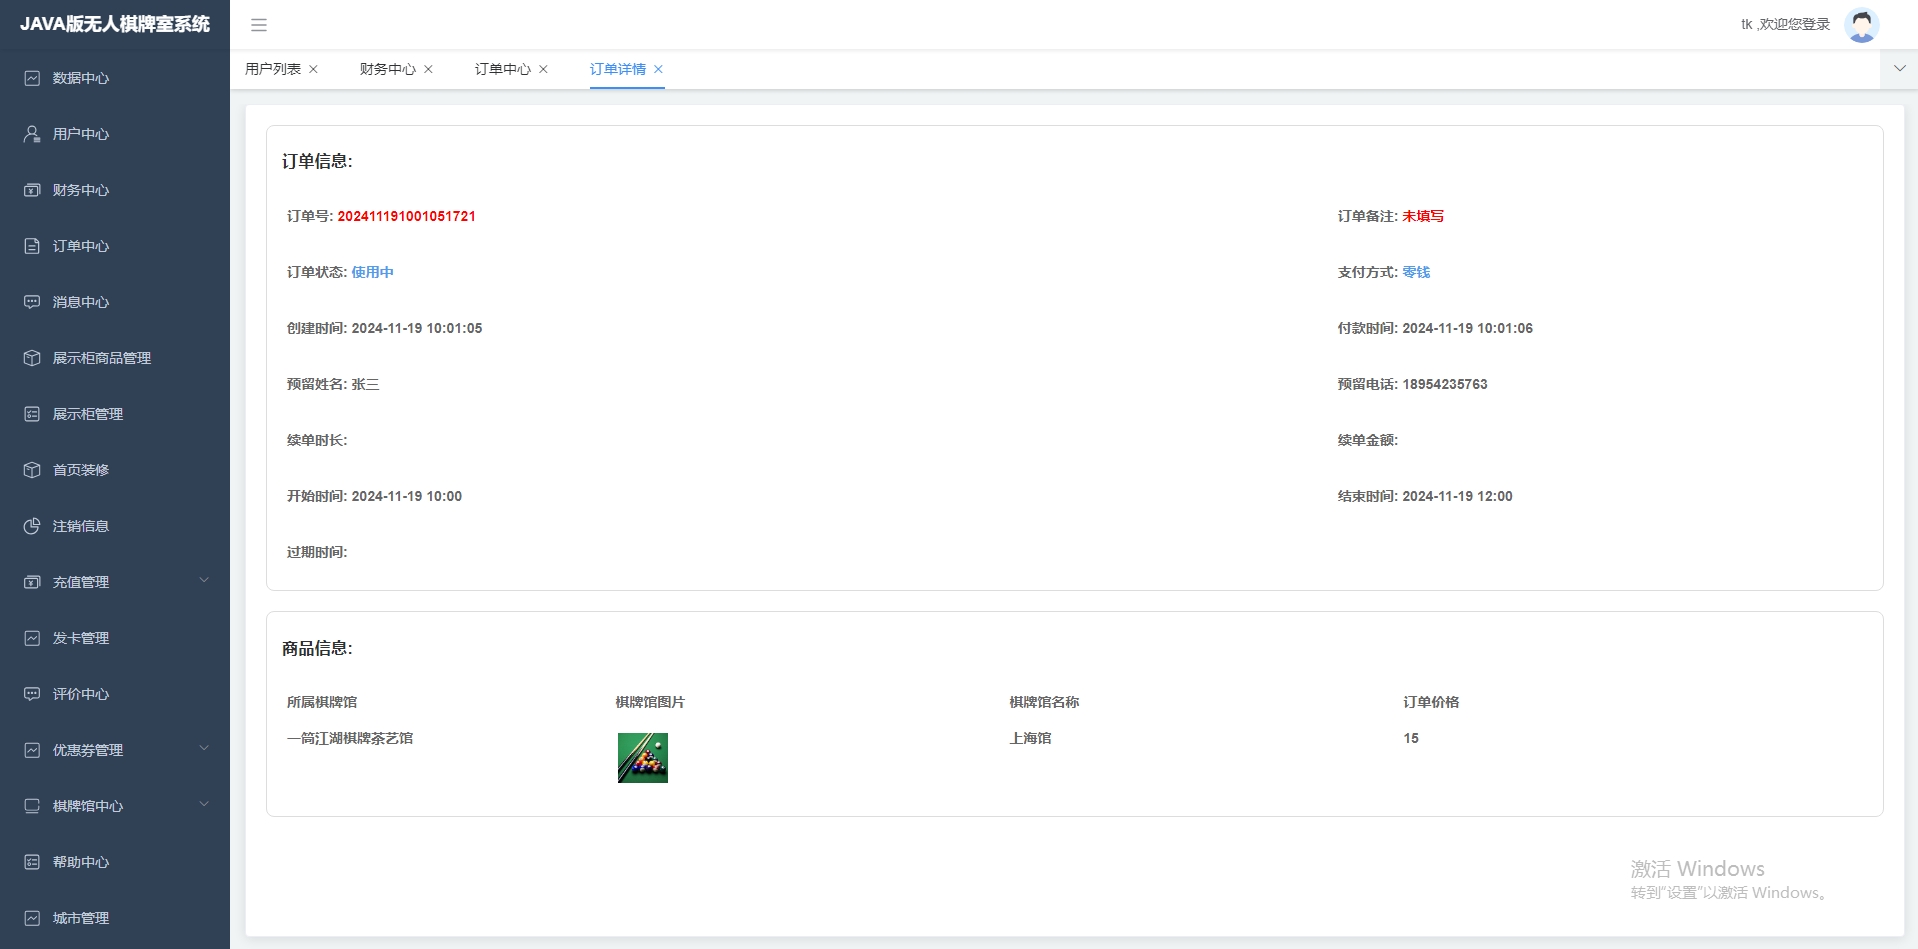 JAVA版无人棋牌室系统
tk ,欢迎您登录
用户列表
财务中心
订单中心
订单详情
数据中心
用户中心
财务中心
订单中心
消息中心
展示柜商品管理
展示柜管理
首页装修
注销信息
充值管理
发卡管理
评价中心
优惠券管理
棋牌馆中心
帮助中心
城市管理
订单信息:
订单号: 202411191001051721
订单备注: 未填写
订单状态: 使用中
支付方式: 零钱
创建时间: 2024-11-19 10:01:05
付款时间: 2024-11-19 10:01:06
预留姓名: 张三
预留电话: 18954235763
续单时长:
续单金额:
开始时间: 2024-11-19 10:00
结束时间: 2024-11-19 12:00
过期时间:
商品信息:
所属棋牌馆 棋牌馆图片 棋牌馆名称 订单价格
一筒江湖棋牌茶艺馆 上海馆 15
激活 Windows
转到"设置"以激活 Windows。